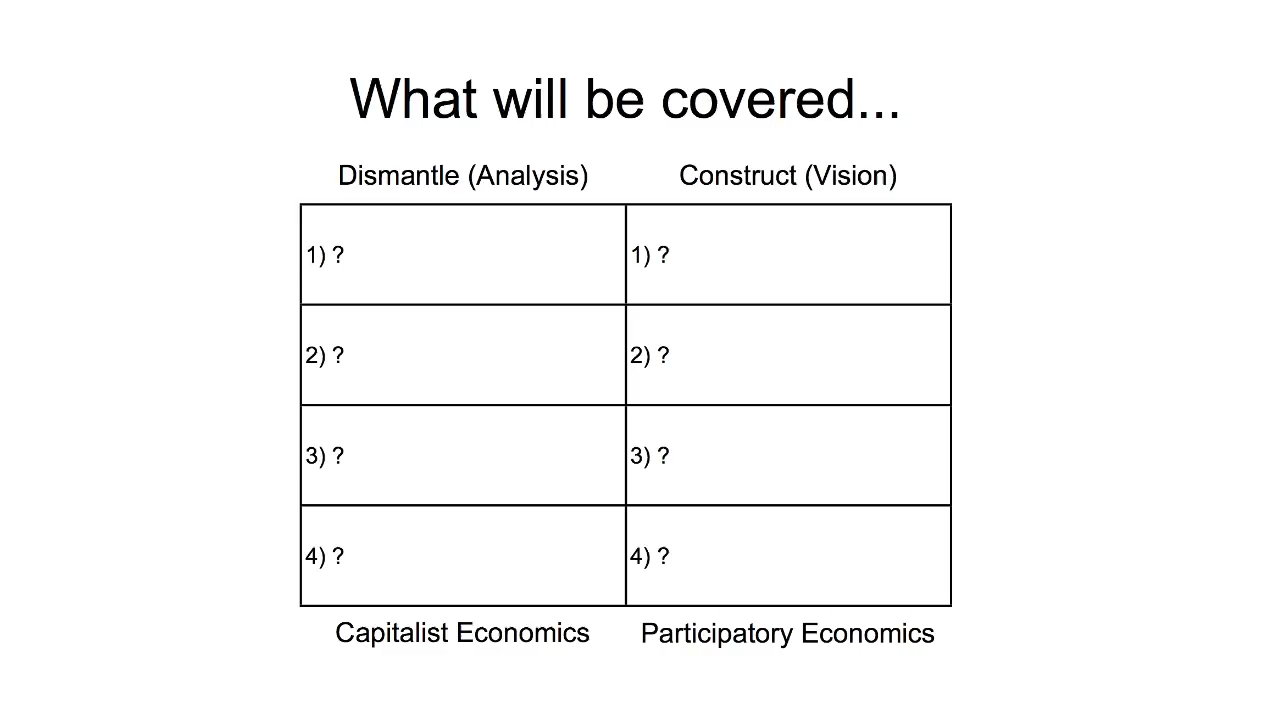 What will be covered...
Dismantle (Analysis) Construct (Vision)
1) ? 1) ?
2) ? 2) ?
3) ? 3) ?
4) ? 4) ?
Capitalist Economics Participatory Economics